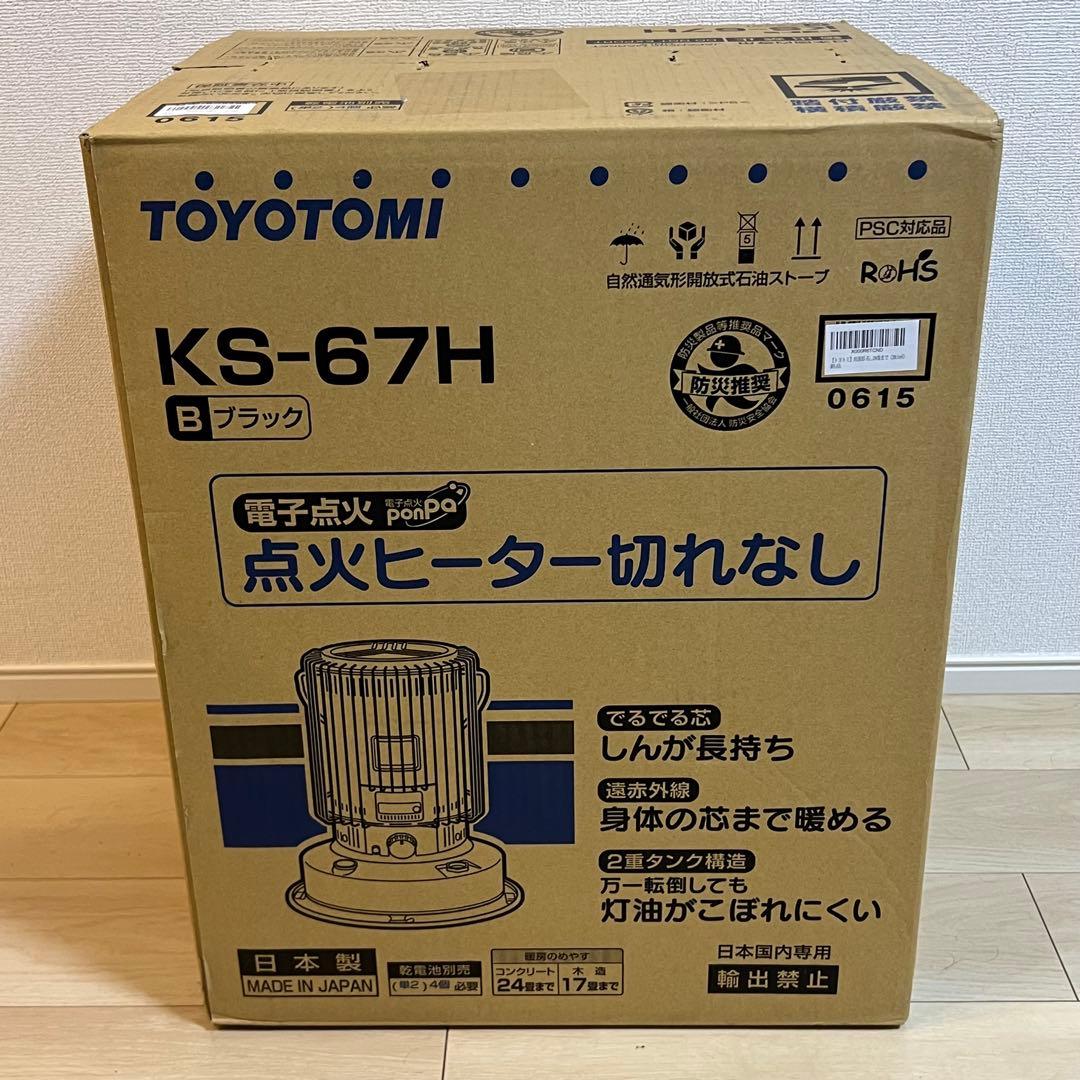 KS-67H
0615
TOYOTOMI
5
自然通気形開放式石油ストーブ
PSC対応品
RoHS
KS-67H
B ブラック
防災製品等推奨品マーク
防災推奨
一般社団法人 防災安全協会
X000R6TCND
0615
電子点火 電子点火 ponpa
点火ヒーター切れなし
でるでる芯
しんが長持ち
遠赤外線
身体の芯まで暖める
2重タンク構造
万一転倒しても
灯油がこぼれにくい
日本製
MADE IN JAPAN
乾電池別売
(単2)4個 必要
暖房のめやす
コンクリート 24畳まで
木造 17畳まで
日本国内専用
輸出禁止